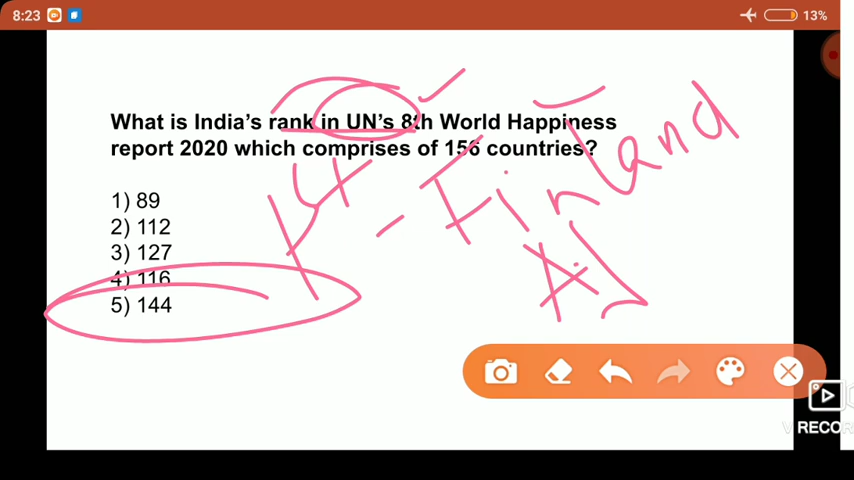 8:23
13%
What is India's rank in UN's 8th World Happiness
report 2020 which comprises of 156 countries?
1) 89
2) 112
3) 127
4) 116
5) 144
1st - Finland
RECO